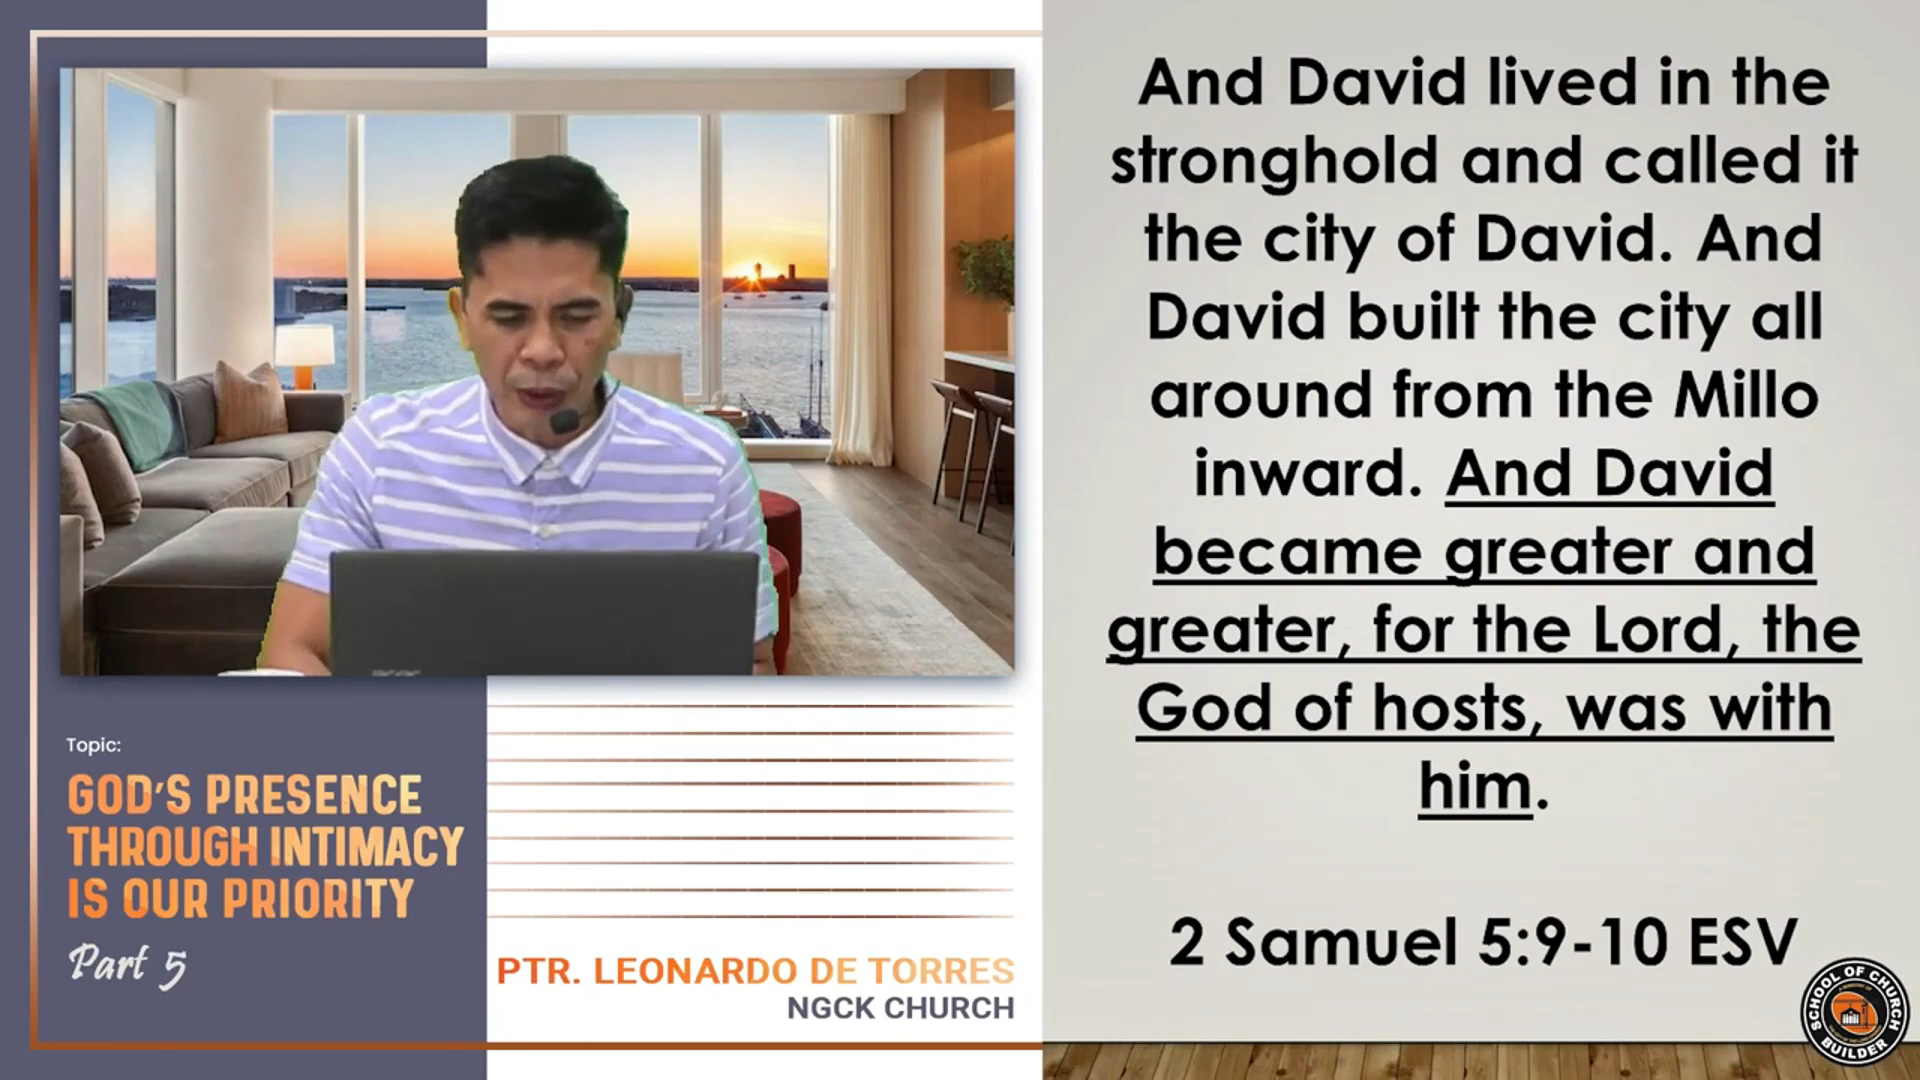 Topic:
GOD'S PRESENCE
THROUGH INTIMACY
IS OUR PRIORITY
Part 5
PTR. LEONARDO DE TORRES
NGCK CHURCH
And David lived in the
stronghold and called it
the city of David. And
David built the city all
around from the Millo
inward. And David
became greater and
greater, for the Lord, the
God of hosts, was with
him.
2 Samuel 5:9-10 ESV
SCHOOL OF CHURCH
BUILDER